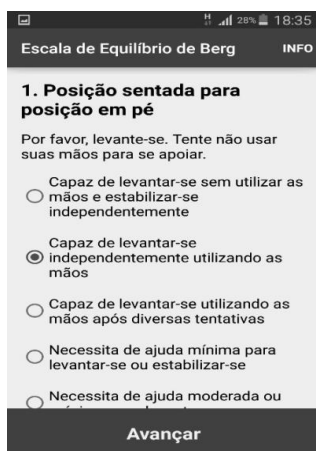 H 28% 18:35
Escala de Equilíbrio de Berg INFO
1. Posição sentada para
posição em pé
Por favor, levante-se. Tente não usar
suas mãos para se apoiar.
Capaz de levantar-se sem utilizar as
mãos e estabilizar-se
independentemente
Capaz de levantar-se
independentemente utilizando as
mãos
Capaz de levantar-se utilizando as
mãos após diversas tentativas
Necessita de ajuda mínima para
levantar-se ou estabilizar-se
Necessita de ajuda moderada ou
Avançar